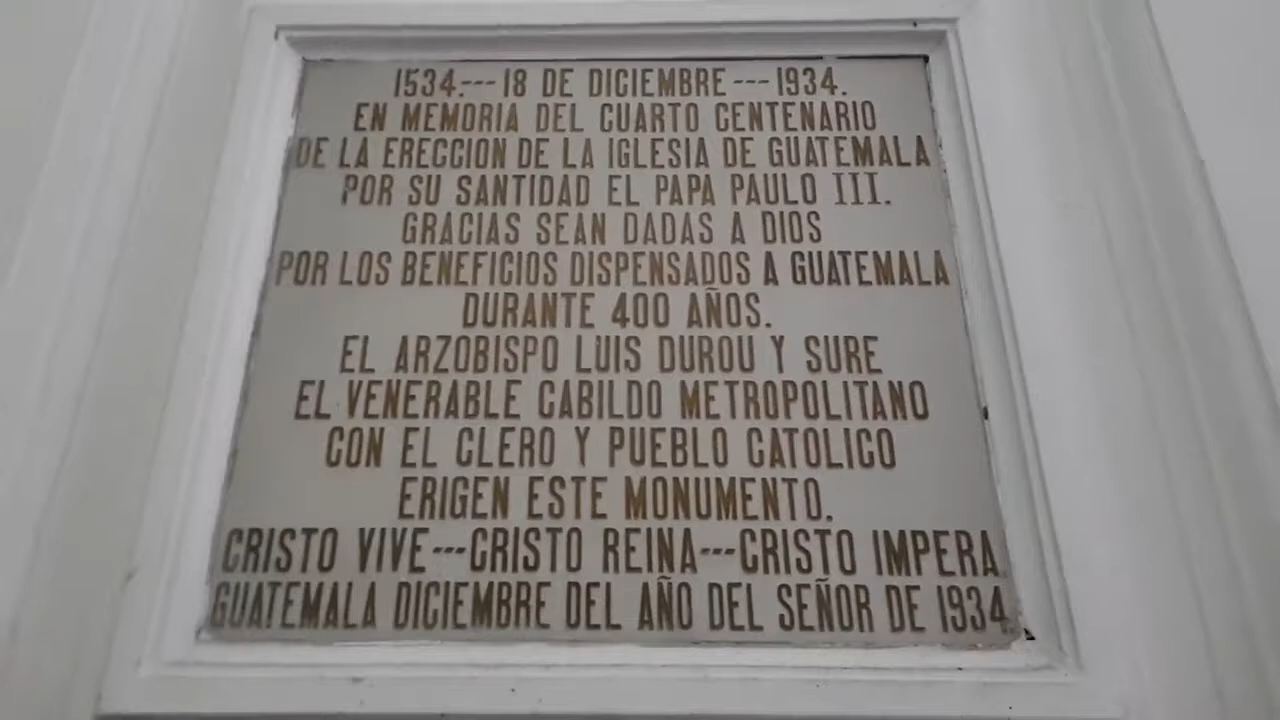 1534.---18 DE DICIEMBRE ---1934.
EN MEMORIA DEL CUARTO CENTENARIO
DE LA ERECCION DE LA IGLESIA DE GUATEMALA
POR SU SANTIDAD EL PAPA PAULO III.
GRACIAS SEAN DADAS A DIOS
POR LOS BENEFICIOS DISPENSADOS A GUATEMALA
DURANTE 400 AÑOS.
EL ARZOBISPO LUIS DUROU Y SURE
EL VENERABLE CABILDO METROPOLITANO
CON EL CLERO Y PUEBLO CATOLICO
ERIGEN ESTE MONUMENTO.
CRISTO VIVE---CRISTO REINA---CRISTO IMPERA
GUATEMALA DICIEMBRE DEL AÑO DEL SEÑOR DE 1934.